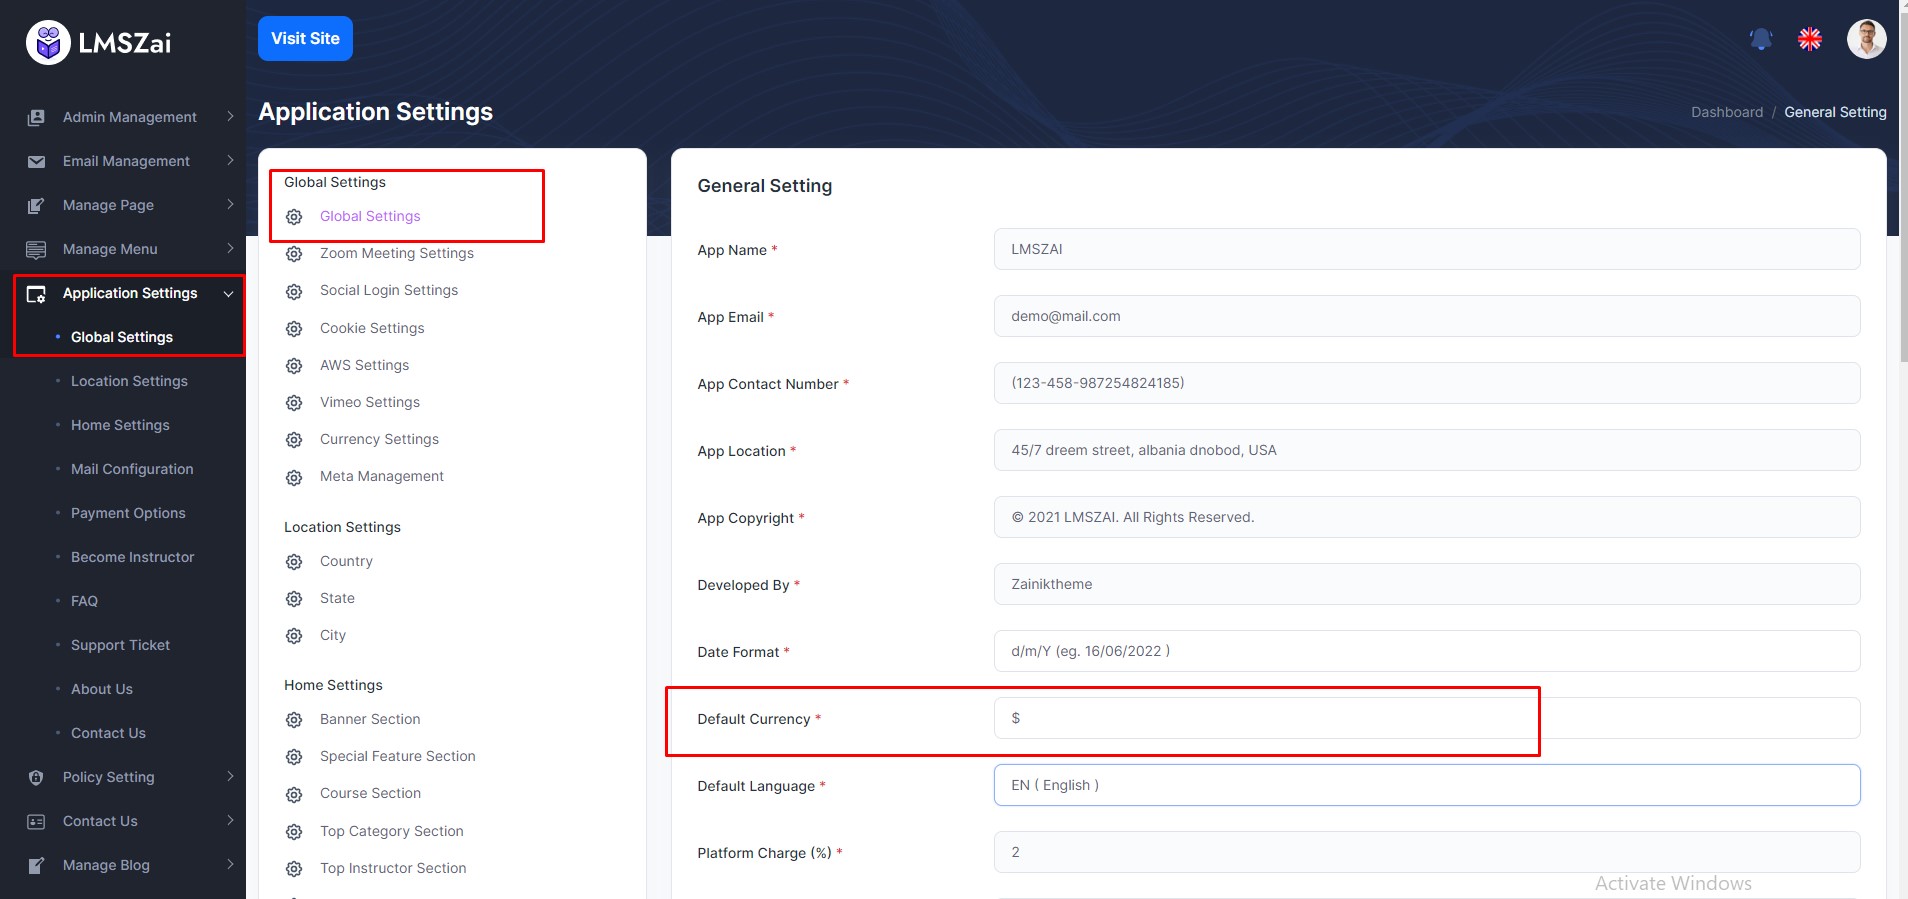 LMSZai
Visit Site
Admin Management
Email Management
Manage Page
Manage Menu
Application Settings
Global Settings
Location Settings
Home Settings
Mail Configuration
Payment Options
Become Instructor
FAQ
Support Ticket
About Us
Contact Us
Policy Setting
Contact Us
Manage Blog
Application Settings
Dashboard / General Setting
Global Settings
Global Settings
Zoom Meeting Settings
Social Login Settings
Cookie Settings
AWS Settings
Vimeo Settings
Currency Settings
Meta Management
Location Settings
Country
State
City
Home Settings
Banner Section
Special Feature Section
Course Section
Top Category Section
Top Instructor Section
General Setting
App Name * LMSZAI
App Email * demo@mail.com
App Contact Number * (123-458-987254824185)
App Location * 45/7 dreem street, albania dnobod, USA
App Copyright * © 2021 LMSZAI. All Rights Reserved.
Developed By * Zainiktheme
Date Format * d/m/Y (eg. 16/06/2022 )
Default Currency * $
Default Language * EN ( English )
Platform Charge (%) * 2
Activate Windows